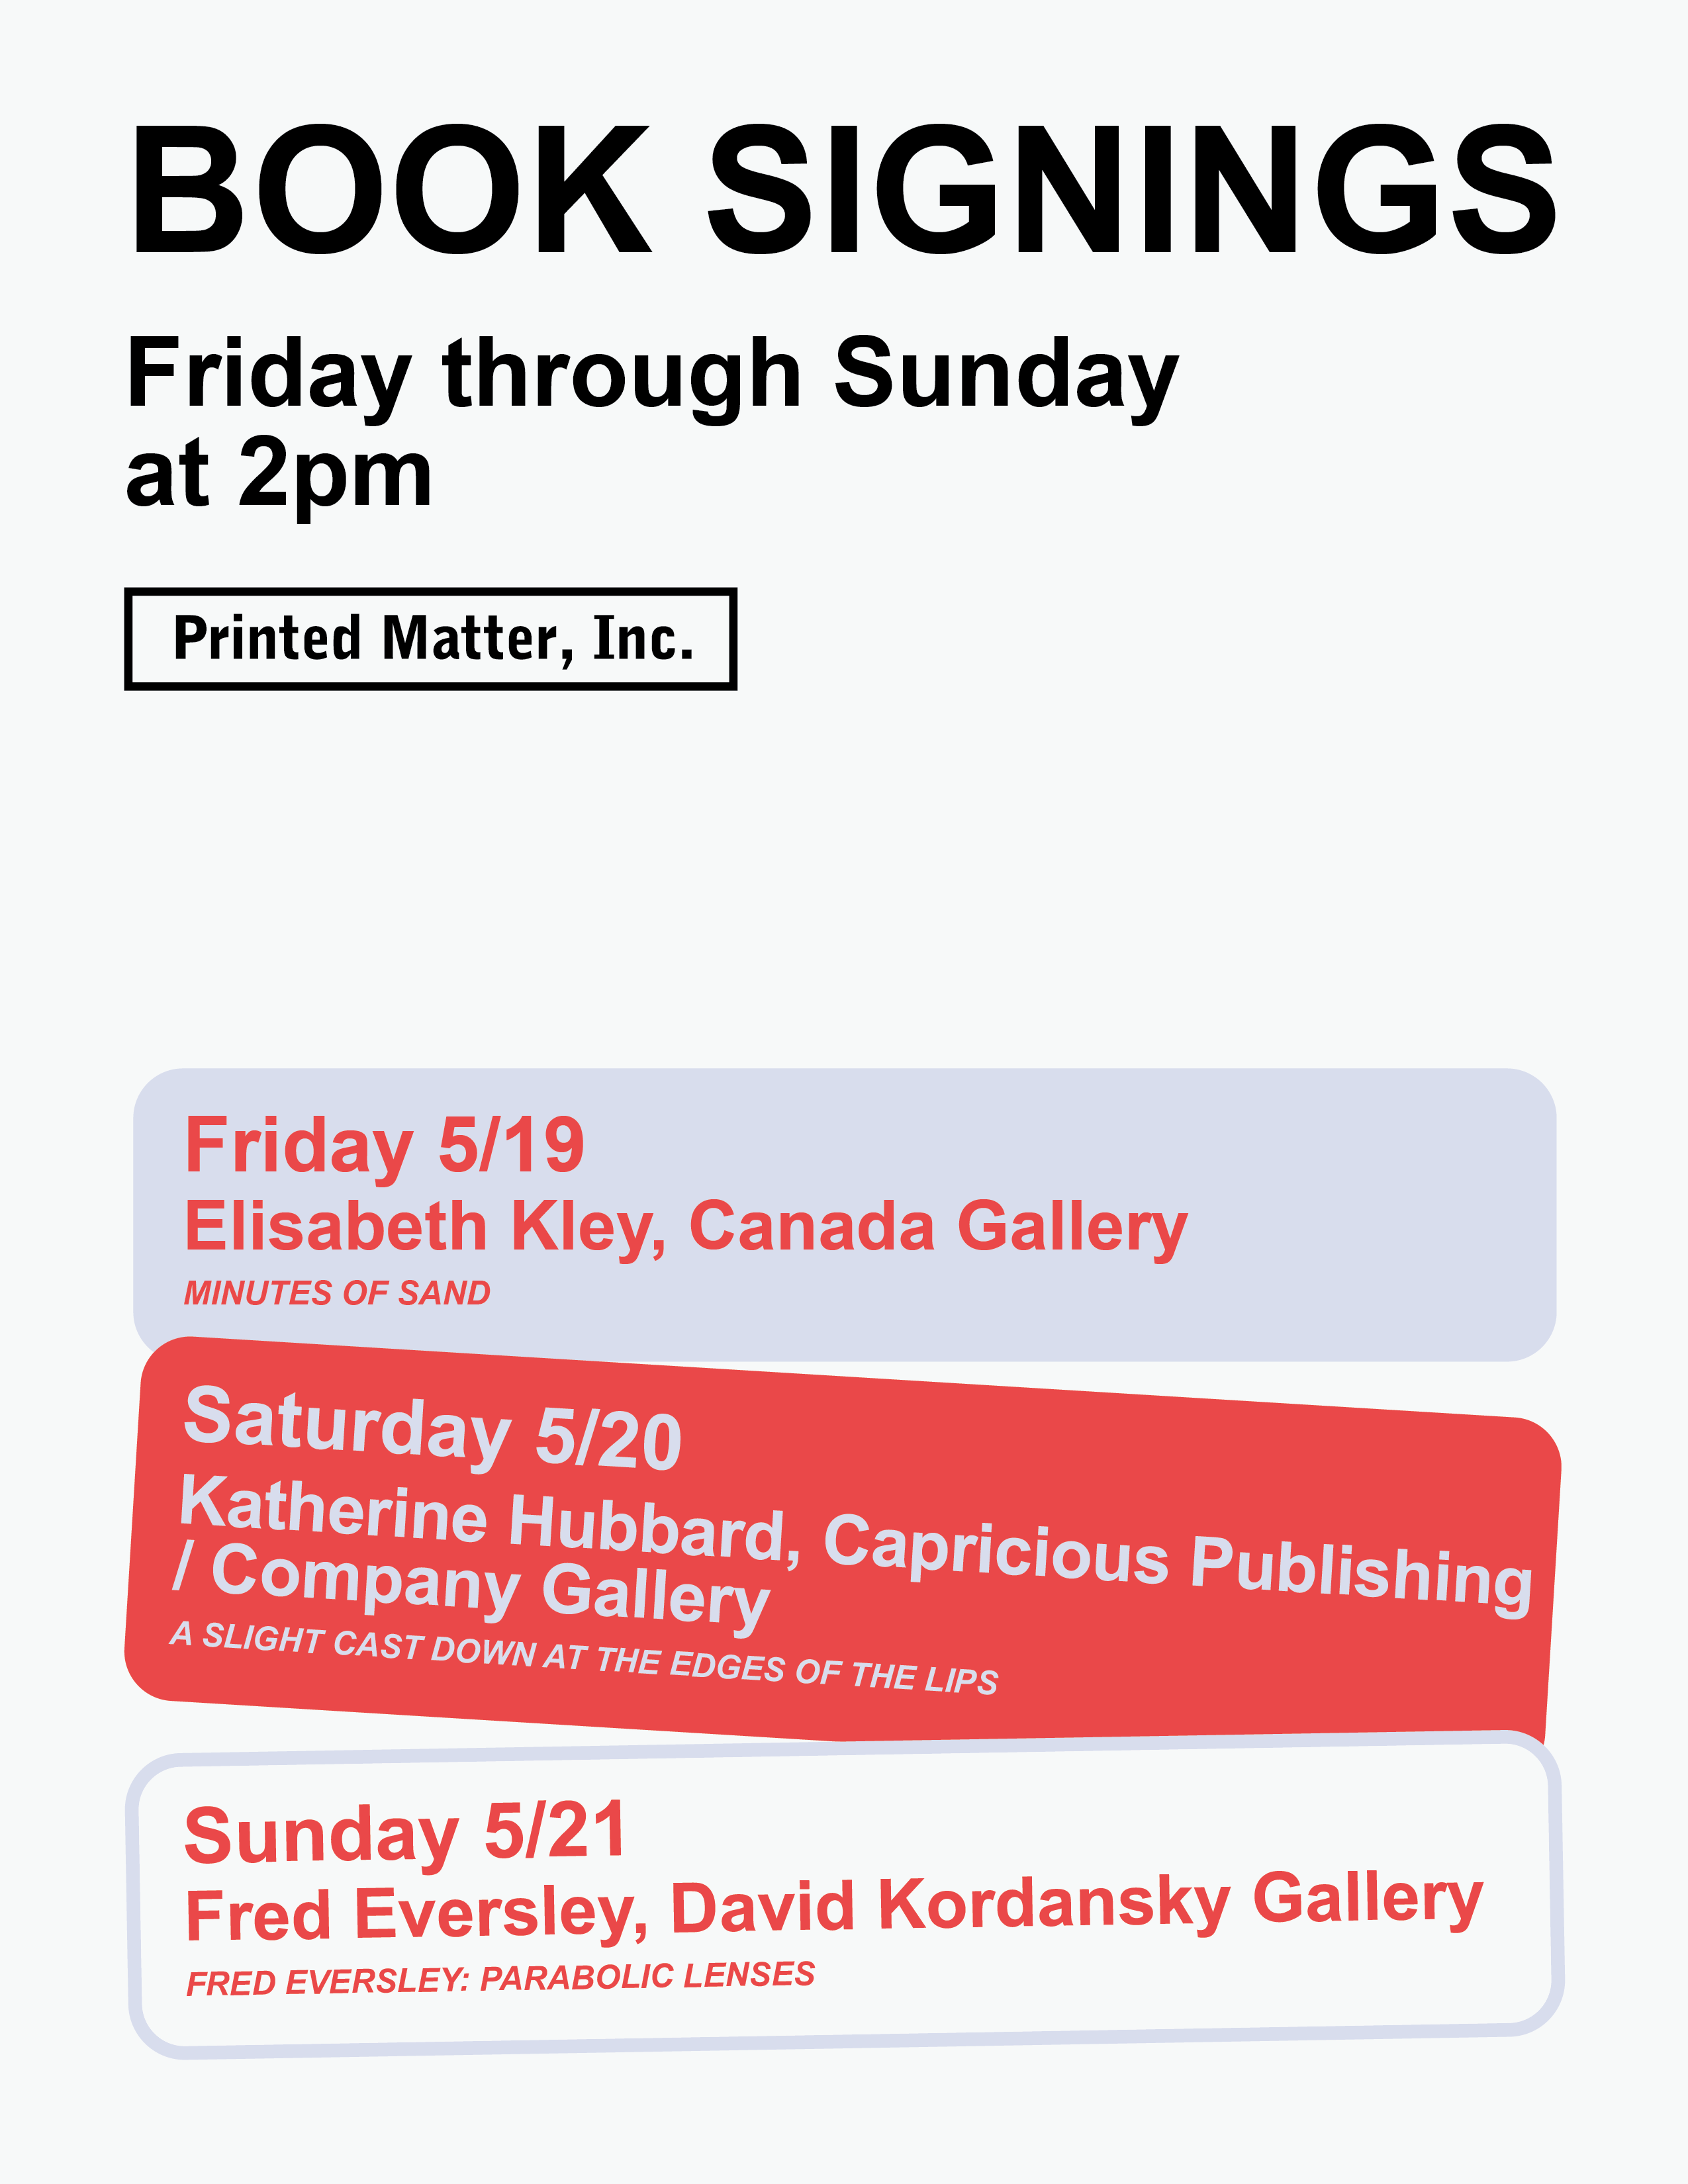 BOOK SIGNINGS
Friday through Sunday
at 2pm
Printed Matter, Inc.
Friday 5/19
Elisabeth Kley, Canada Gallery
MINUTES OF SAND
Saturday 5/20
Katherine Hubbard, Capricious Publishing
/ Company Gallery
A SLIGHT CAST DOWN AT THE EDGES OF THE LIPS
Sunday 5/21
Fred Eversley, David Kordansky Gallery
FRED EVERSLEY: PARABOLIC LENSES